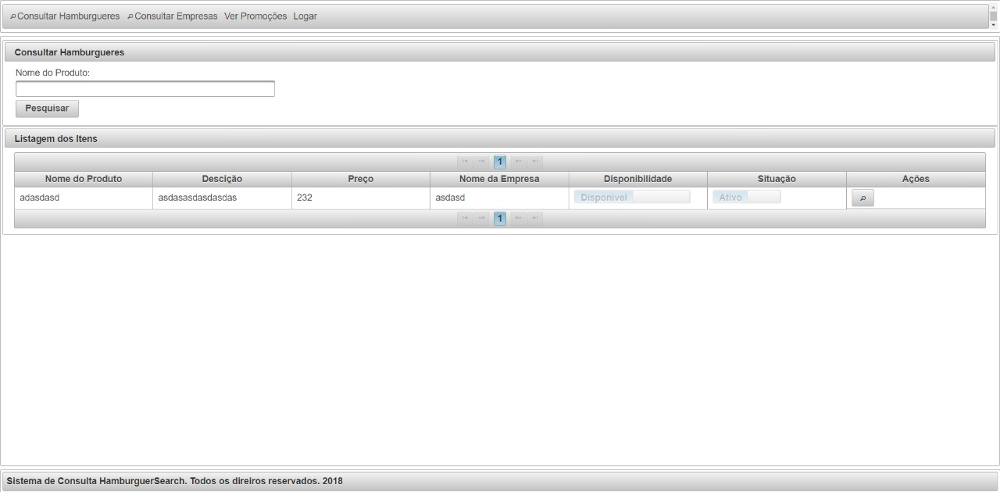 Consultar Hamburgueres Consultar Empresas Ver Promoções Logar
Consultar Hamburgueres
Nome do Produto:
Pesquisar
Listagem dos Itens
1
Nome do Produto Descição Preço Nome da Empresa Disponibilidade Situação Ações
adasdasd asdasasdasdasdas 232 asdasd Disponivel Ativo
1
Sistema de Consulta HamburguerSearch. Todos os direiros reservados. 2018